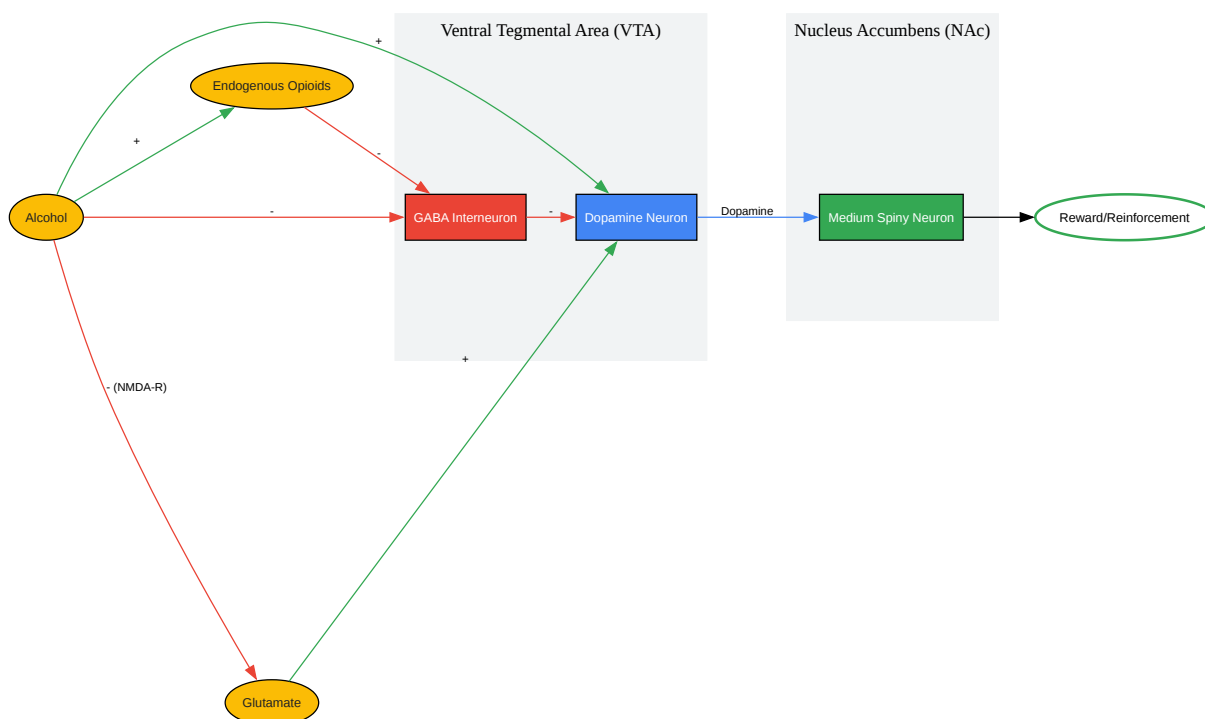 Ventral Tegmental Area (VTA)
Nucleus Accumbens (NAc)
+
Endogenous Opioids
+
-
Alcohol
-
GABA Interneuron
-
Dopamine Neuron
Dopamine
Medium Spiny Neuron
Reward/Reinforcement
+
- (NMDA-R)
Glutamate